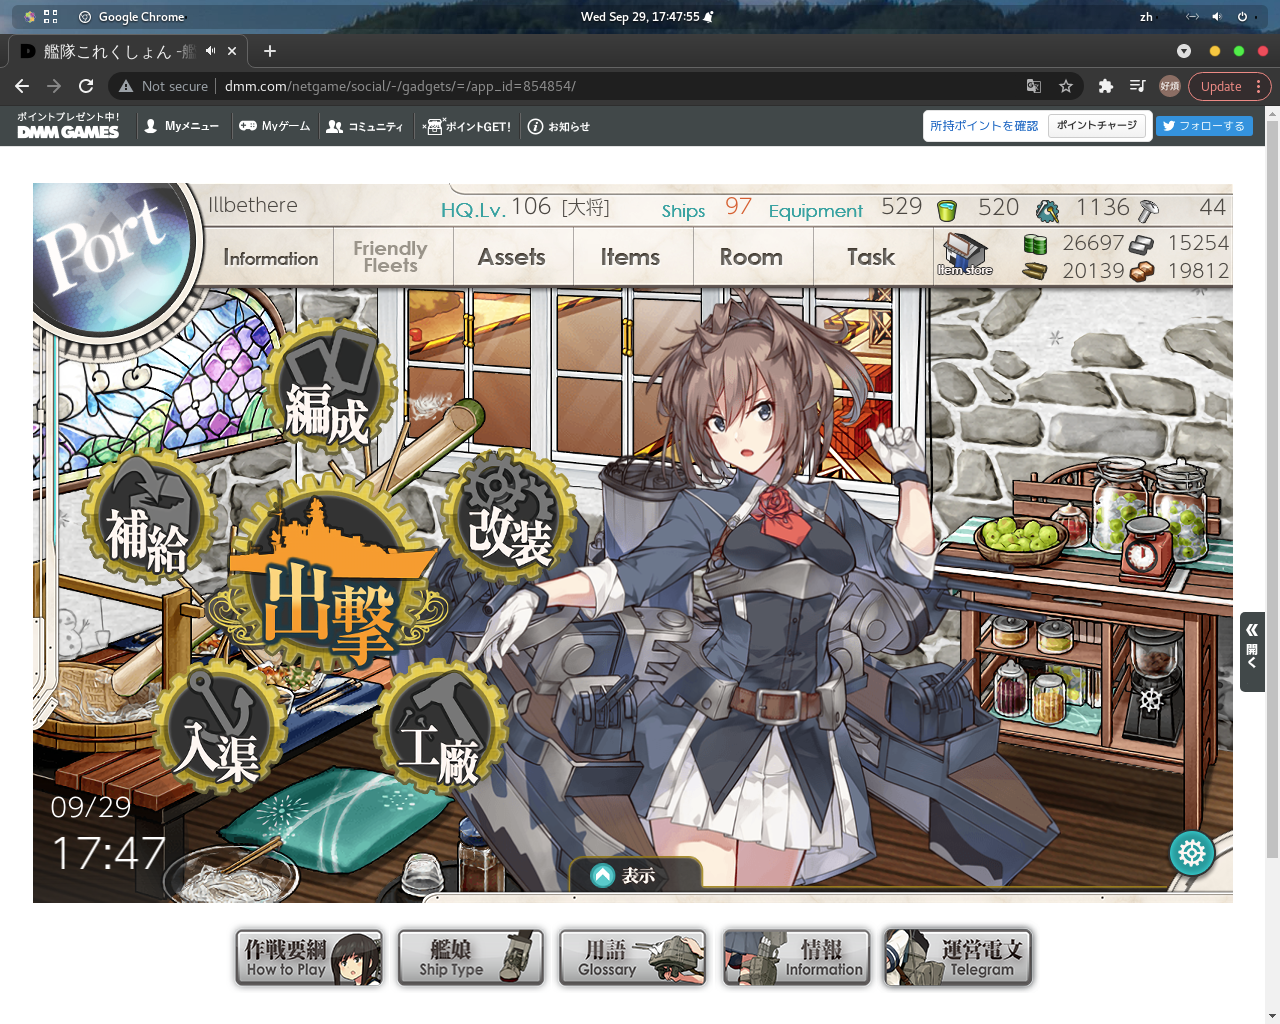 Google Chrome
Wed Sep 29, 17:47:55
zh
艦隊これくしょん -艦
Not secure
dmm.com/netgame/social/-/gadgets/=/app_id=854854/
好煩
Update
ポイントプレゼント中!
DMM GAMES
Myメニュー
Myゲーム
コミュニティ
ポイントGET!
お知らせ
所持ポイントを確認
ポイントチャージ
フォローする
Port
Illbethere
HQ.Lv. 106 [大将]
Ships 97
Equipment 529
520
1136
44
Information
Friendly Fleets
Assets
Items
Room
Task
Item store
26697
15254
20139
19812
編成
補給
改装
出撃
入渠
工廠
開く
09/29
17:47
表示
作戦要綱
How to Play
艦娘
Ship Type
用語
Glossary
情報
Information
運営電文
Telegram